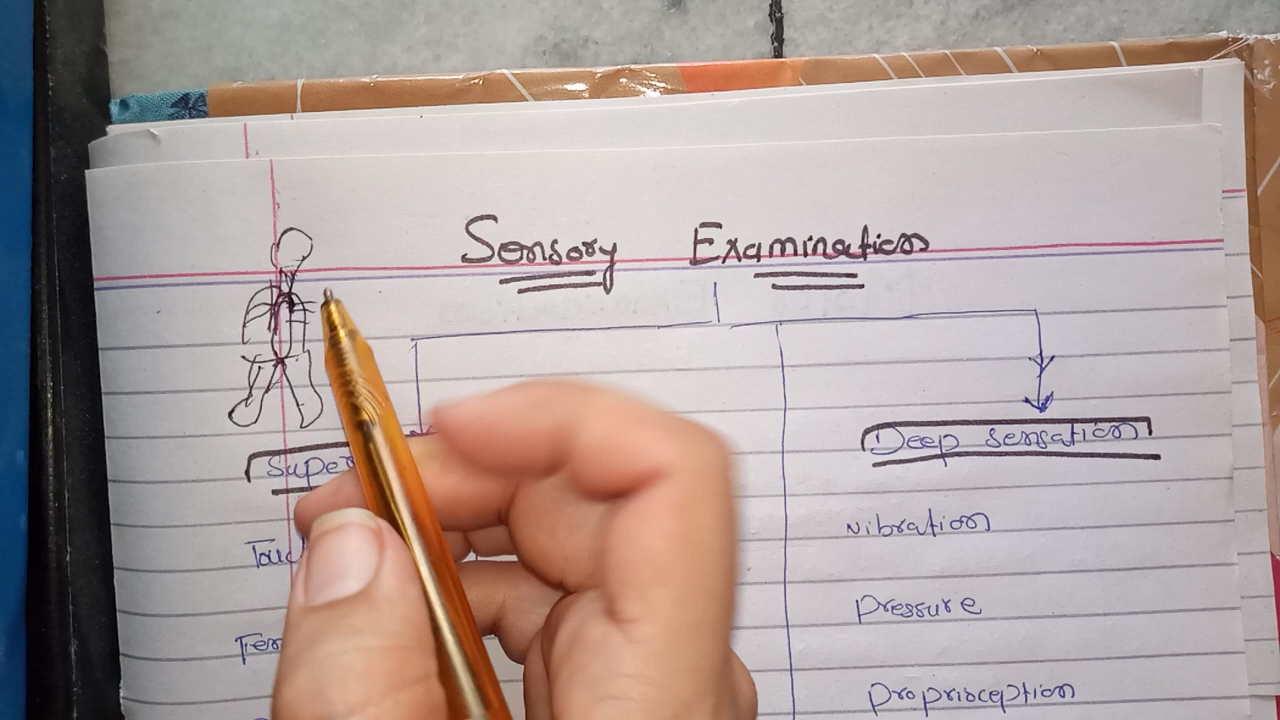 Sensory Examination
Deep sensation
Vibration
Pressure
Proprioception